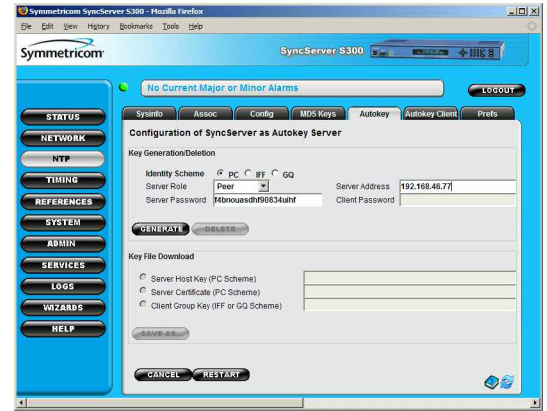 Symmetricom SyncServer S300 - Mozilla Firefox
File Edit View History Bookmarks Tools Help
Symmetricom
SyncServer S300
No Current Major or Minor Alarms
LOGOUT
STATUS
NETWORK
NTP
TIMING
REFERENCES
SYSTEM
ADMIN
SERVICES
LOGS
WIZARDS
HELP
Sysinfo Assoc Config MD5 Keys Autokey Autokey Client Prefs
Configuration of SyncServer as Autokey Server
Key Generation/Deletion
Identity Scheme PC IFF GQ
Server Role Peer Server Address 192.168.46.77
Server Password f4bnouasdhf90834uihf Client Password
GENERATE DELETE
Key File Download
Server Host Key (PC Scheme)
Server Certificate (PC Scheme)
Client Group Key (IFF or GQ Scheme)
SAVE AS...
CANCEL RESTART